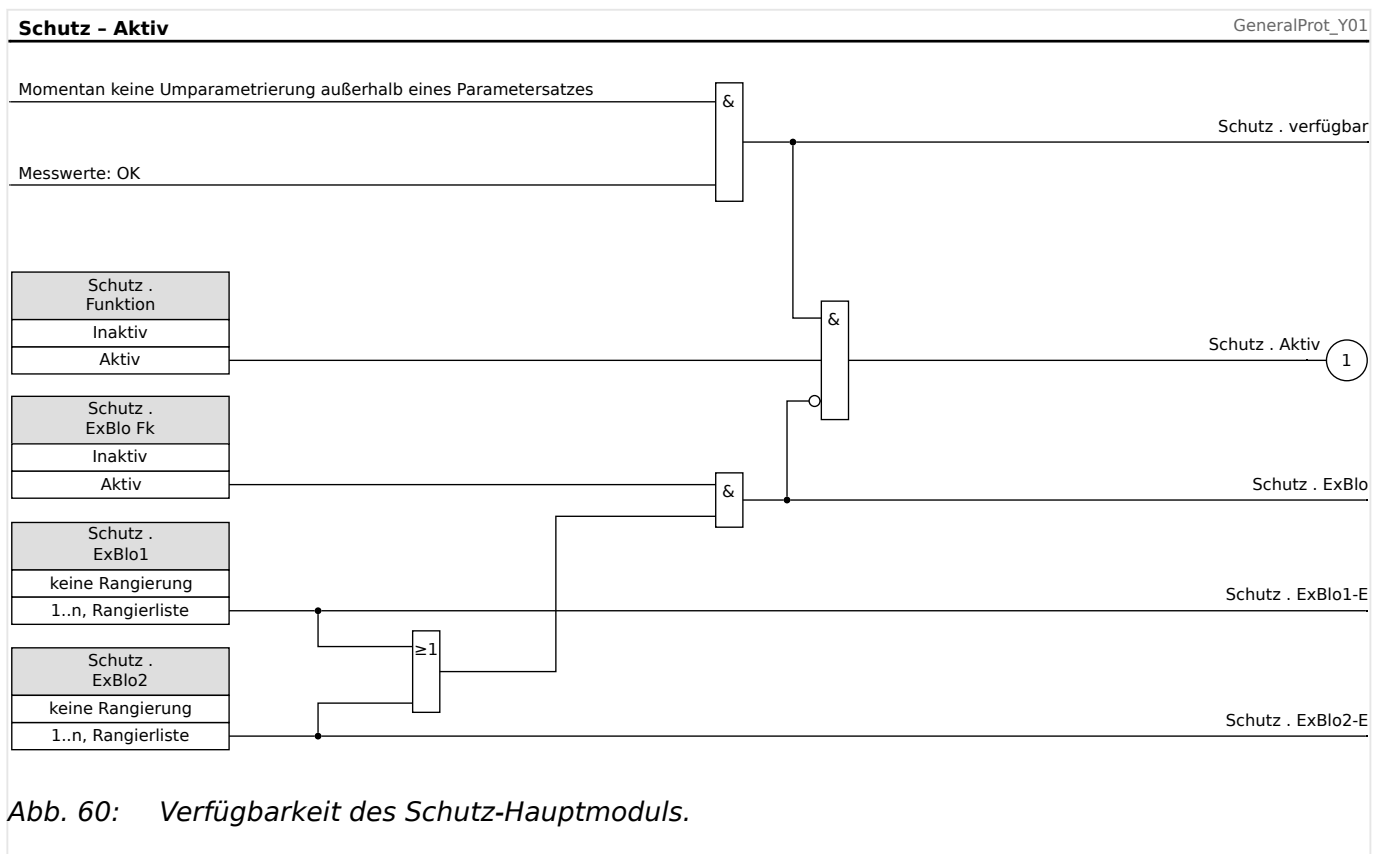 Schutz – Aktiv
GeneralProt_Y01
Momentan keine Umparametrierung außerhalb eines Parametersatzes
&
Schutz . verfügbar
Messwerte: OK
Schutz .
Funktion
Inaktiv
Aktiv
&
Schutz . Aktiv
1
Schutz .
ExBlo Fk
Inaktiv
Aktiv
&
Schutz . ExBlo
Schutz .
ExBlo1
keine Rangierung
1..n, Rangierliste
Schutz . ExBlo1-E
≥1
Schutz .
ExBlo2
keine Rangierung
1..n, Rangierliste
Schutz . ExBlo2-E
Abb. 60: Verfügbarkeit des Schutz-Hauptmoduls.